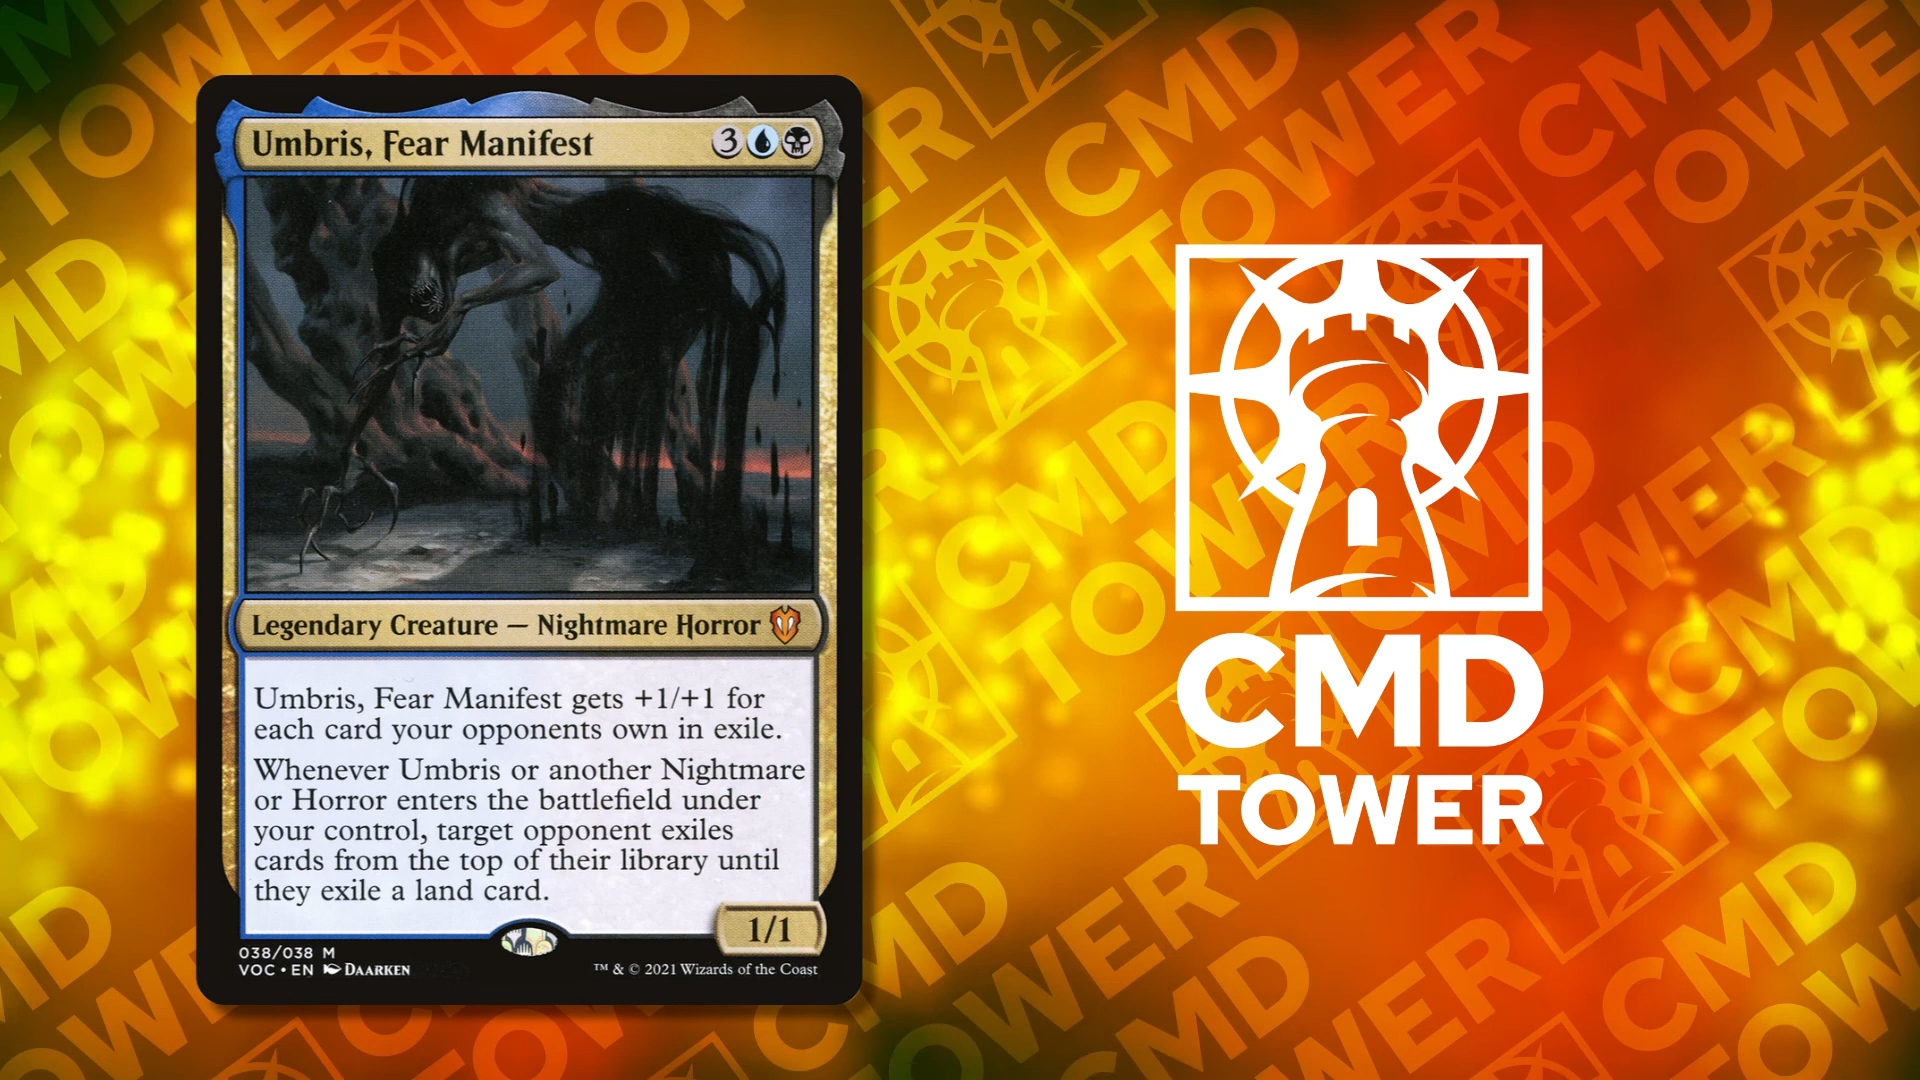 Umbris, Fear Manifest 3
Legendary Creature — Nightmare Horror
Umbris, Fear Manifest gets +1/+1 for
each card your opponents own in exile.
Whenever Umbris or another Nightmare
or Horror enters the battlefield under
your control, target opponent exiles
cards from the top of their library until
they exile a land card.
1/1
038/038 M
VOC • EN DAARKEN
™ & © 2021 Wizards of the Coast
CMD
TOWER